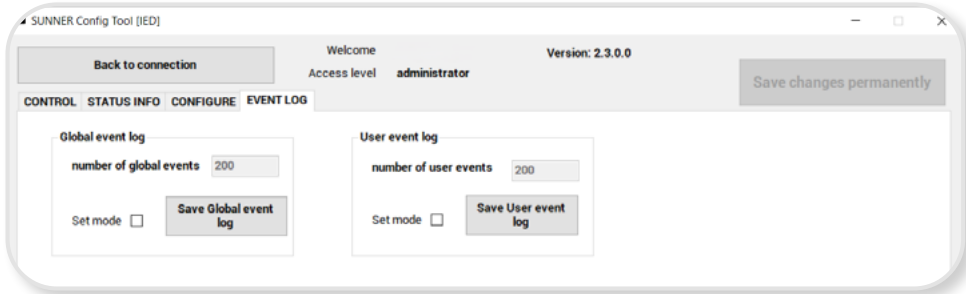 SUNNER Config Tool [IED]
Back to connection
Welcome
Version: 2.3.0.0
Access level administrator
Save changes permanently
CONTROL STATUS INFO CONFIGURE EVENT LOG
Global event log
number of global events 200
Set mode
Save Global event
log
User event log
number of user events 200
Set mode
Save User event
log